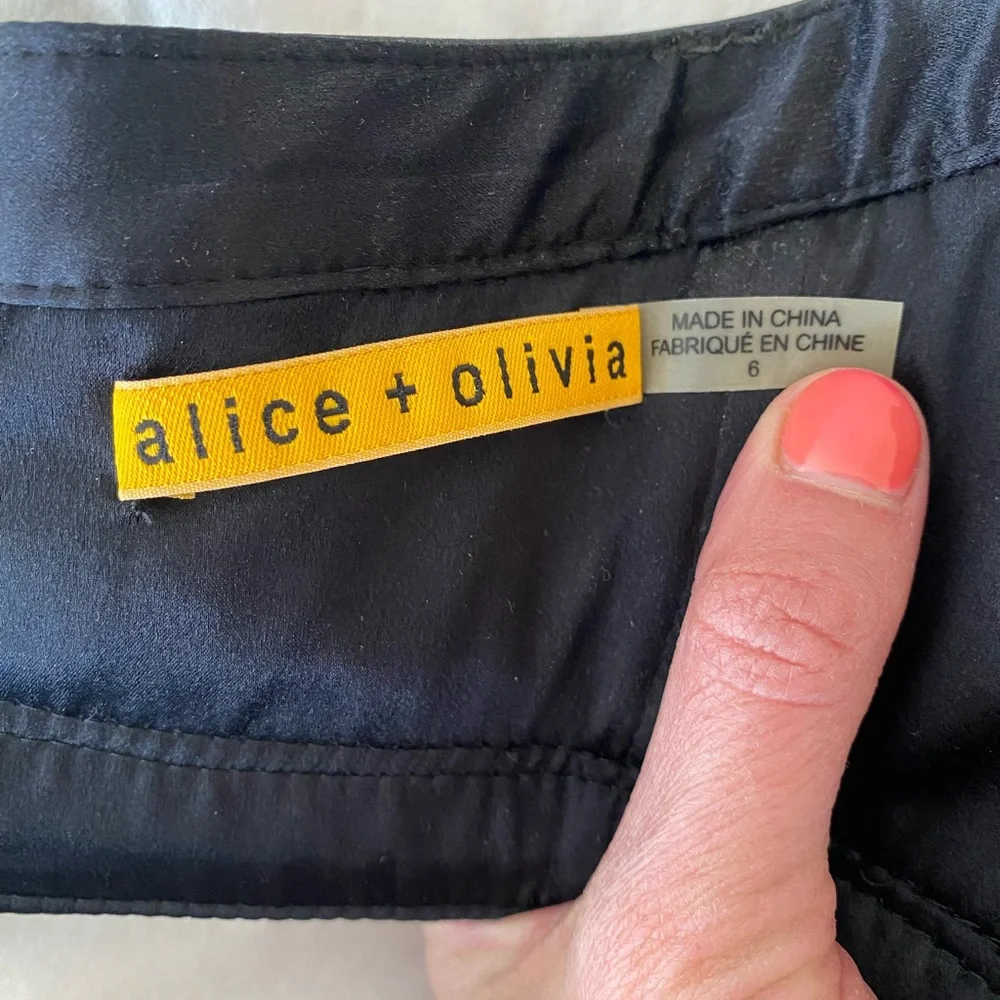 alice + olivia
MADE IN CHINA
FABRIQUÉ EN CHINE
6